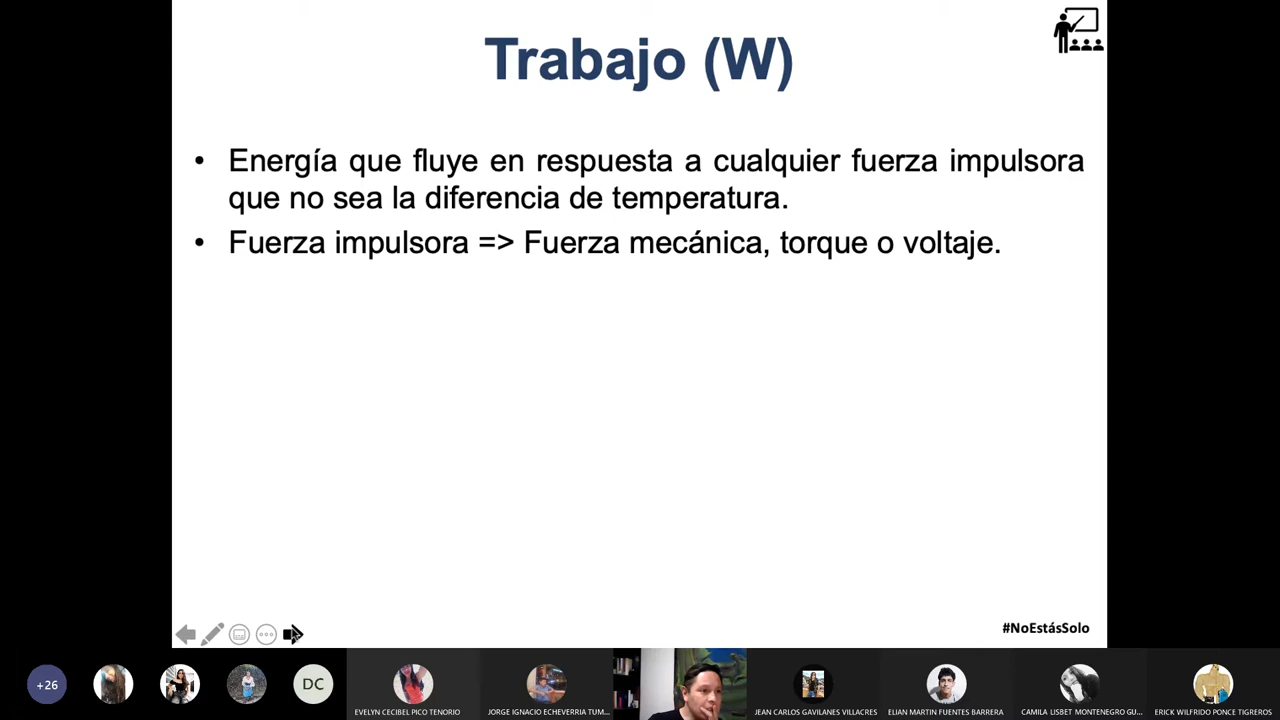 Trabajo (W)
• Energía que fluye en respuesta a cualquier fuerza impulsora
que no sea la diferencia de temperatura.
• Fuerza impulsora => Fuerza mecánica, torque o voltaje.
#NoEstásSolo
+26
DC
EVELYN CECIBEL PICO TENORIO
JORGE IGNACIO ECHEVERRIA TUM...
JEAN CARLOS GAVILANES VILLACRES
ELIAN MARTIN FUENTES BARRERA
CAMILA LISBET MONTENEGRO GU...
ERICK WILFRIDO PONCE TIGREROS